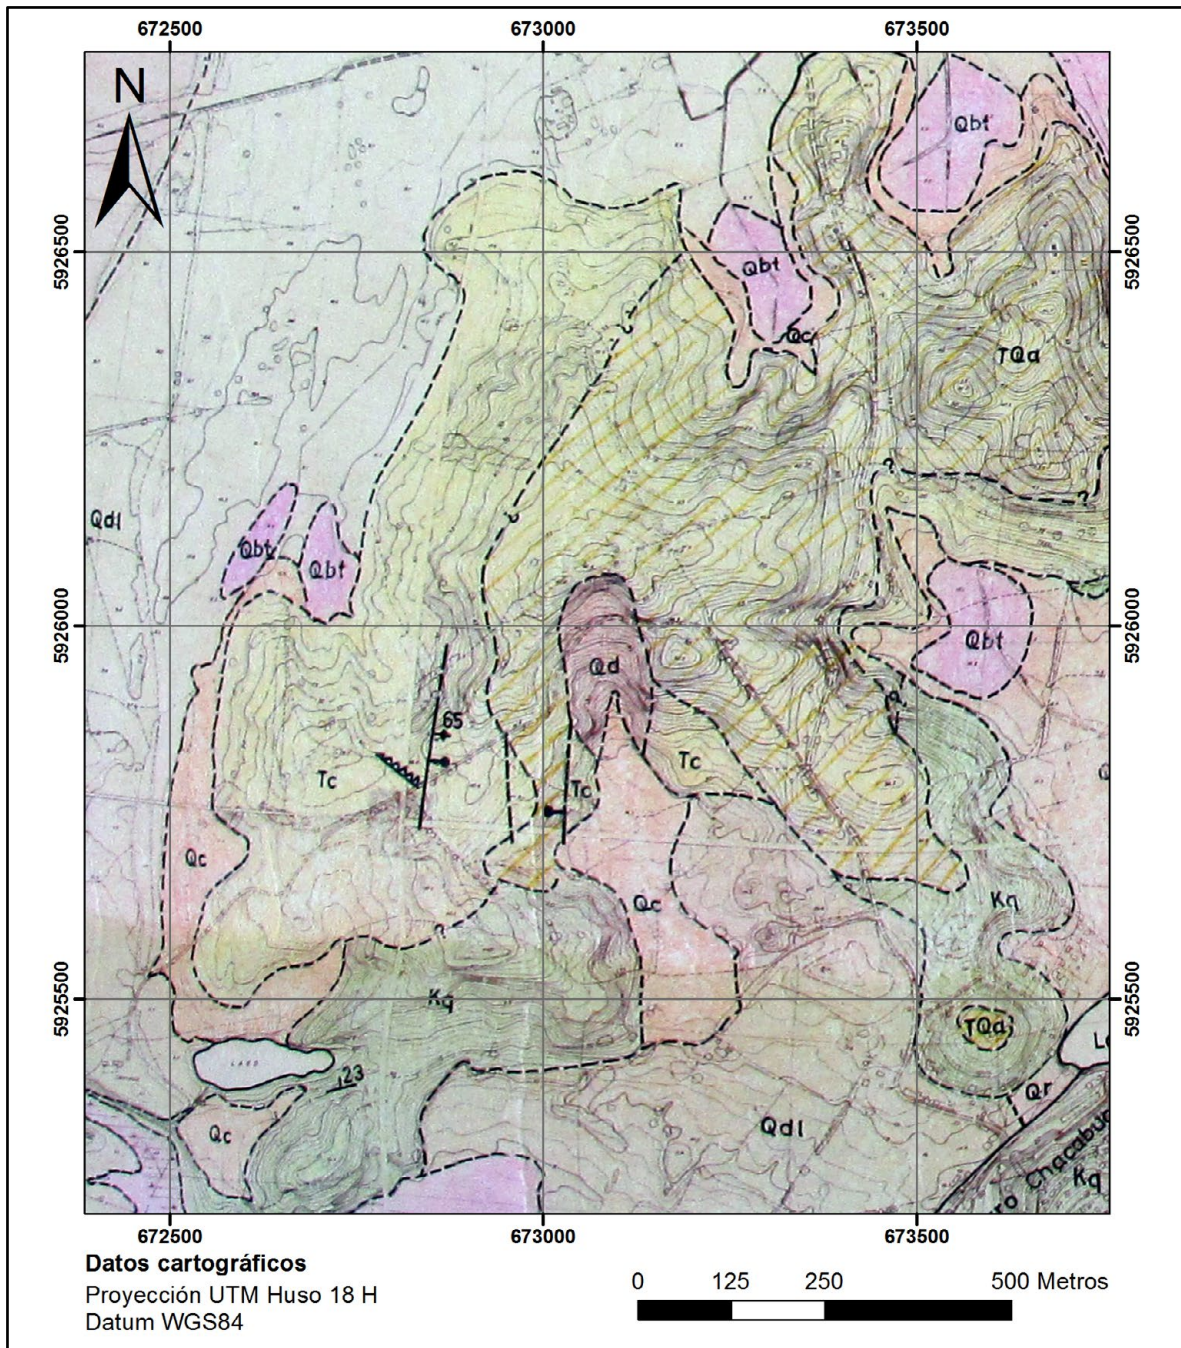 672500 673000 673500
N
Qbt
5926500
5926500
Qbt
Qc
TQa
?
?
?
Qdl
?
Qbt
Qbt
5926000
5926000
Qbt
Qd
?
65
Tc
Tc
Tc
Qc
Qc
Kq
5925500
5925500
Kq
TQa
LAGO
23
Qr
Qc
Qdl
Kq
672500 673000 673500
Datos cartográficos
Proyección UTM Huso 18 H
Datum WGS84
0 125 250 500 Metros